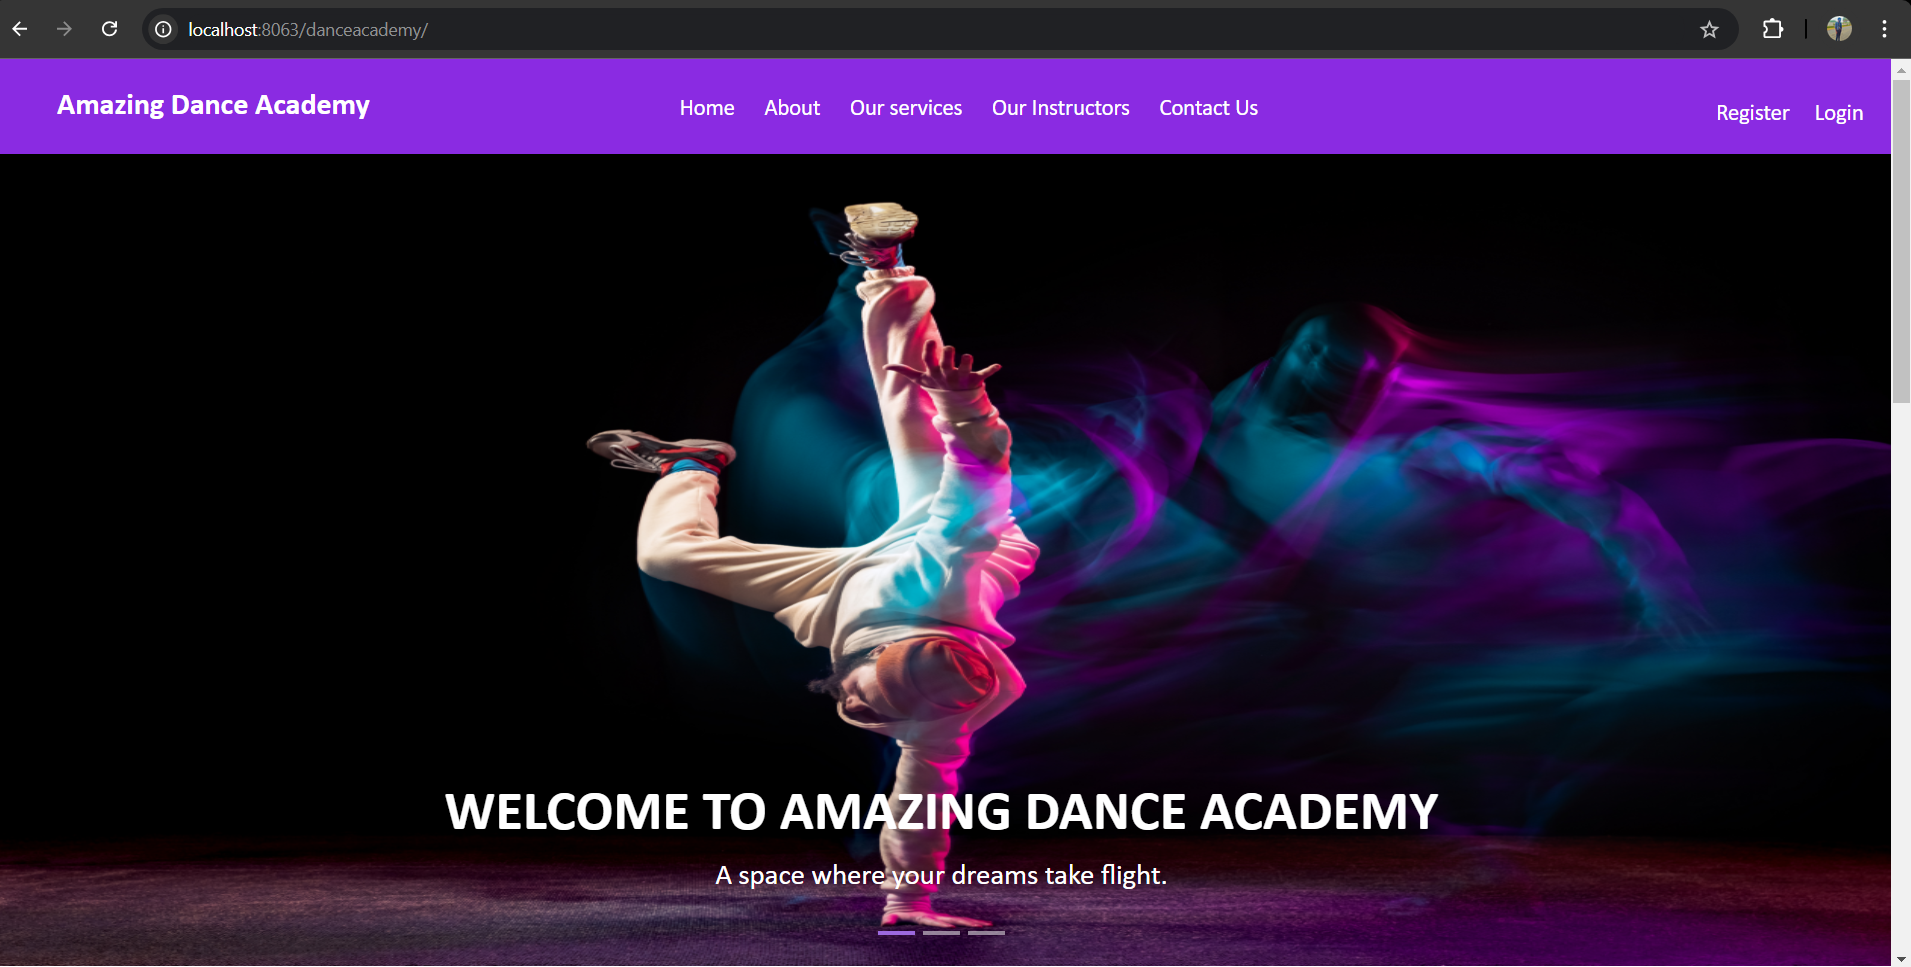 localhost:8063/danceacademy/
Amazing Dance Academy
Home About Our services Our Instructors Contact Us
Register Login
WELCOME TO AMAZING DANCE ACADEMY
A space where your dreams take flight.